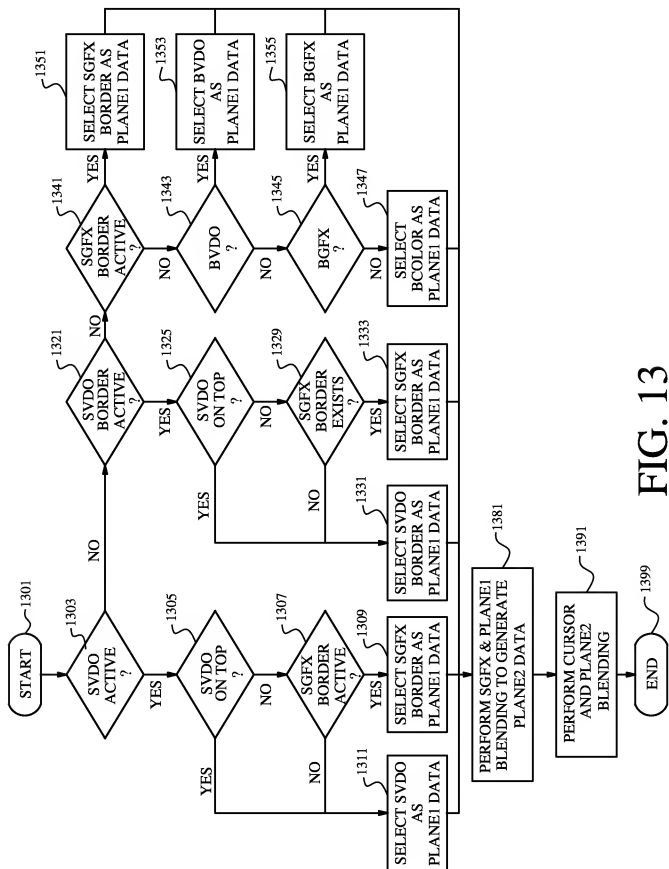 1301
START
1303
SVDO
ACTIVE
?
NO
YES
1305
SVDO
ON TOP
?
YES
NO
1307
SGFX
BORDER
ACTIVE
?
NO
YES
1309
SELECT SGFX
BORDER AS
PLANE1 DATA
1311
SELECT SVDO
AS
PLANE1 DATA
1321
SVDO
BORDER
ACTIVE
?
NO
YES
1325
SVDO
ON TOP
?
YES
NO
1329
SGFX
BORDER
EXISTS
?
NO
YES
1331
SELECT SVDO
BORDER AS
PLANE1 DATA
1333
SELECT SGFX
BORDER AS
PLANE1 DATA
1341
SGFX
BORDER
ACTIVE
?
YES
NO
1351
SELECT SGFX
BORDER AS
PLANE1 DATA
1343
BVDO
?
YES
NO
1353
SELECT BVDO
AS
PLANE1 DATA
1345
BGFX
?
YES
NO
1355
SELECT BGFX
AS
PLANE1 DATA
1347
SELECT
BCOLOR AS
PLANE1 DATA
1381
PERFORM SGFX & PLANE1
BLENDING TO GENERATE
PLANE2 DATA
1391
PERFORM CURSOR
AND PLANE2
BLENDING
1399
END
FIG. 13